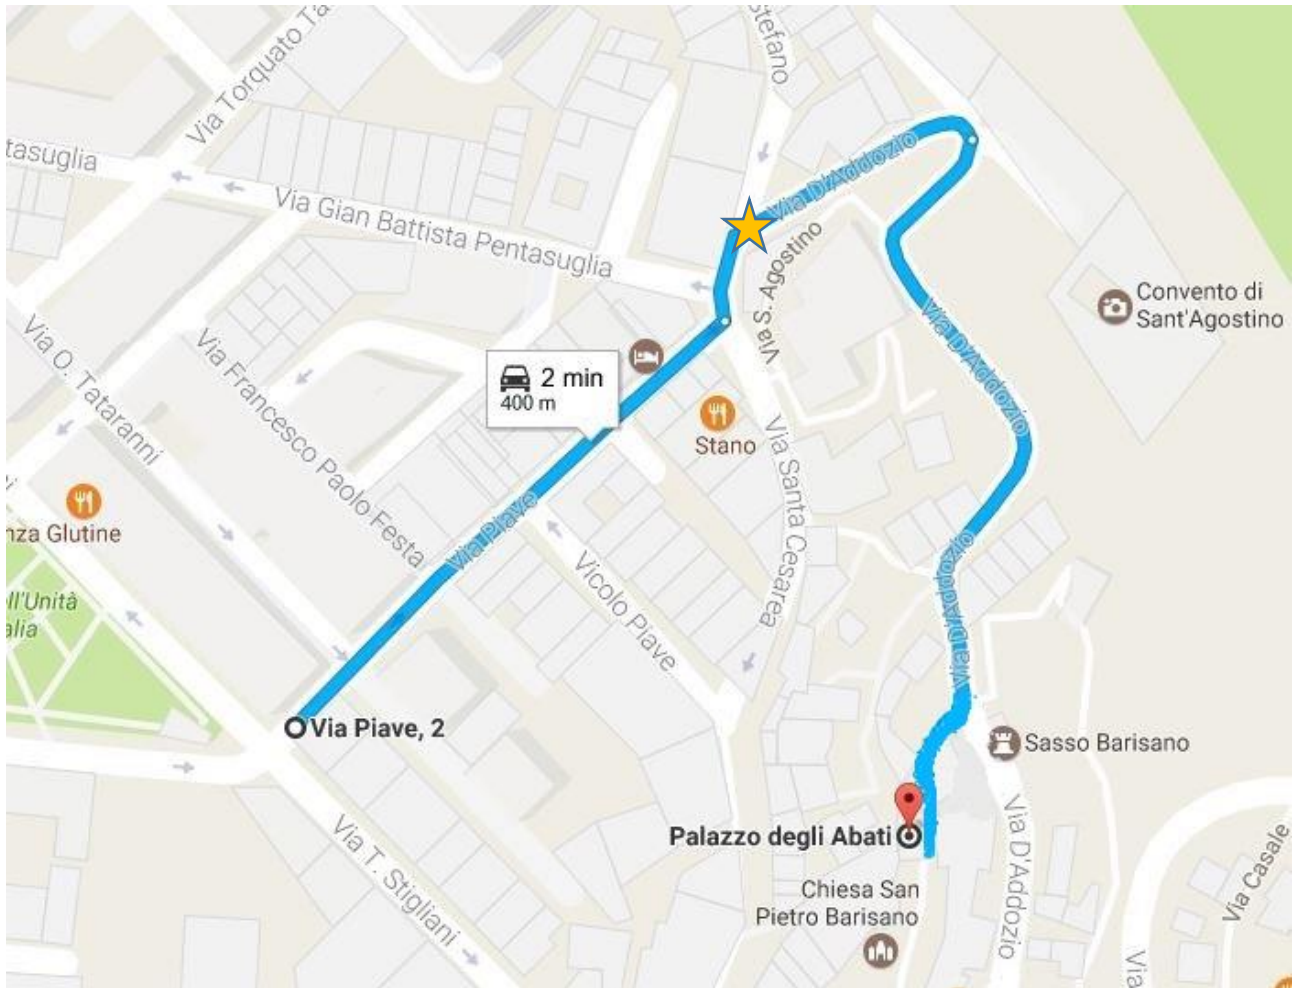 Stefano
Via Torquato Ta
tasuglia
Via D'Addozio
Via Gian Battista Pentasuglia
Via S. Agostino
Convento di
Sant'Agostino
Via O. Tataranni
Via Francesco Paolo Festa
Via D'Addozio
2 min
400 m
Stano
Via Santa Cesarea
nza Glutine
Via Piave
Via D'Addozio
Vicolo Piave
ll'Unità
alia
Via Piave, 2
Sasso Barisano
Palazzo degli Abati
Via D'Addozio
Via T. Stigliani
Chiesa San
Pietro Barisano
Via Casale
Via